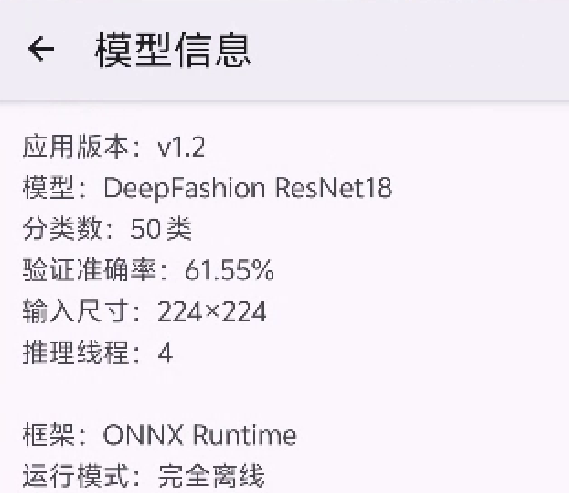 模型信息
应用版本：v1.2
模型：DeepFashion ResNet18
分类数：50 类
验证准确率：61.55%
输入尺寸：224×224
推理线程：4
框架：ONNX Runtime
运行模式：完全离线